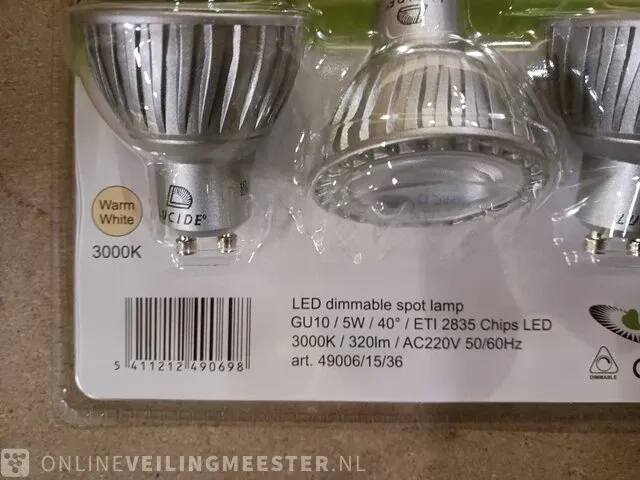 LUCIDE®
Warm
White
3000K
LED dimmable spot lamp
GU10 / 5W / 40° / ETI 2835 Chips LED
3000K / 320lm / AC220V 50/60Hz
art. 49006/15/36
5 411212 490698
DIMMABLE
ONLINEVEILINGMEESTER.NL